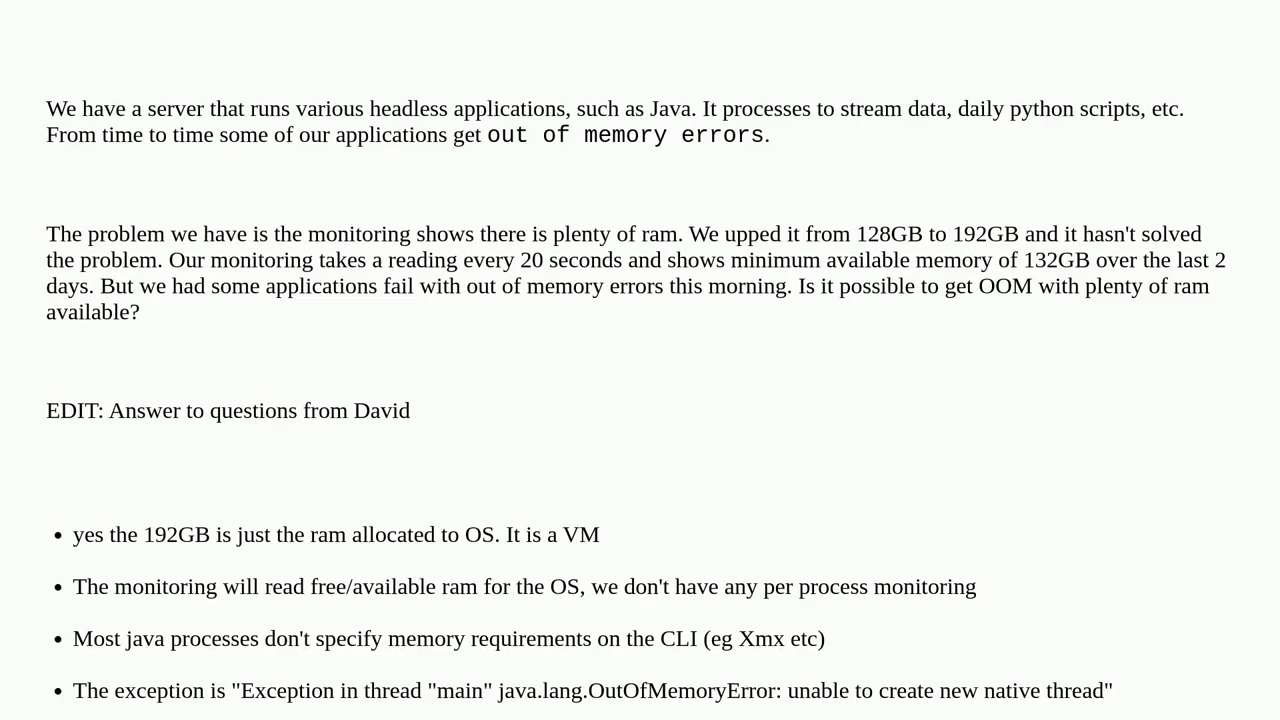 We have a server that runs various headless applications, such as Java. It processes to stream data, daily python scripts, etc.
From time to time some of our applications get out of memory errors.
The problem we have is the monitoring shows there is plenty of ram. We upped it from 128GB to 192GB and it hasn't solved
the problem. Our monitoring takes a reading every 20 seconds and shows minimum available memory of 132GB over the last 2
days. But we had some applications fail with out of memory errors this morning. Is it possible to get OOM with plenty of ram
available?
EDIT: Answer to questions from David
• yes the 192GB is just the ram allocated to OS. It is a VM
• The monitoring will read free/available ram for the OS, we don't have any per process monitoring
• Most java processes don't specify memory requirements on the CLI (eg Xmx etc)
• The exception is "Exception in thread "main" java.lang.OutOfMemoryError: unable to create new native thread"